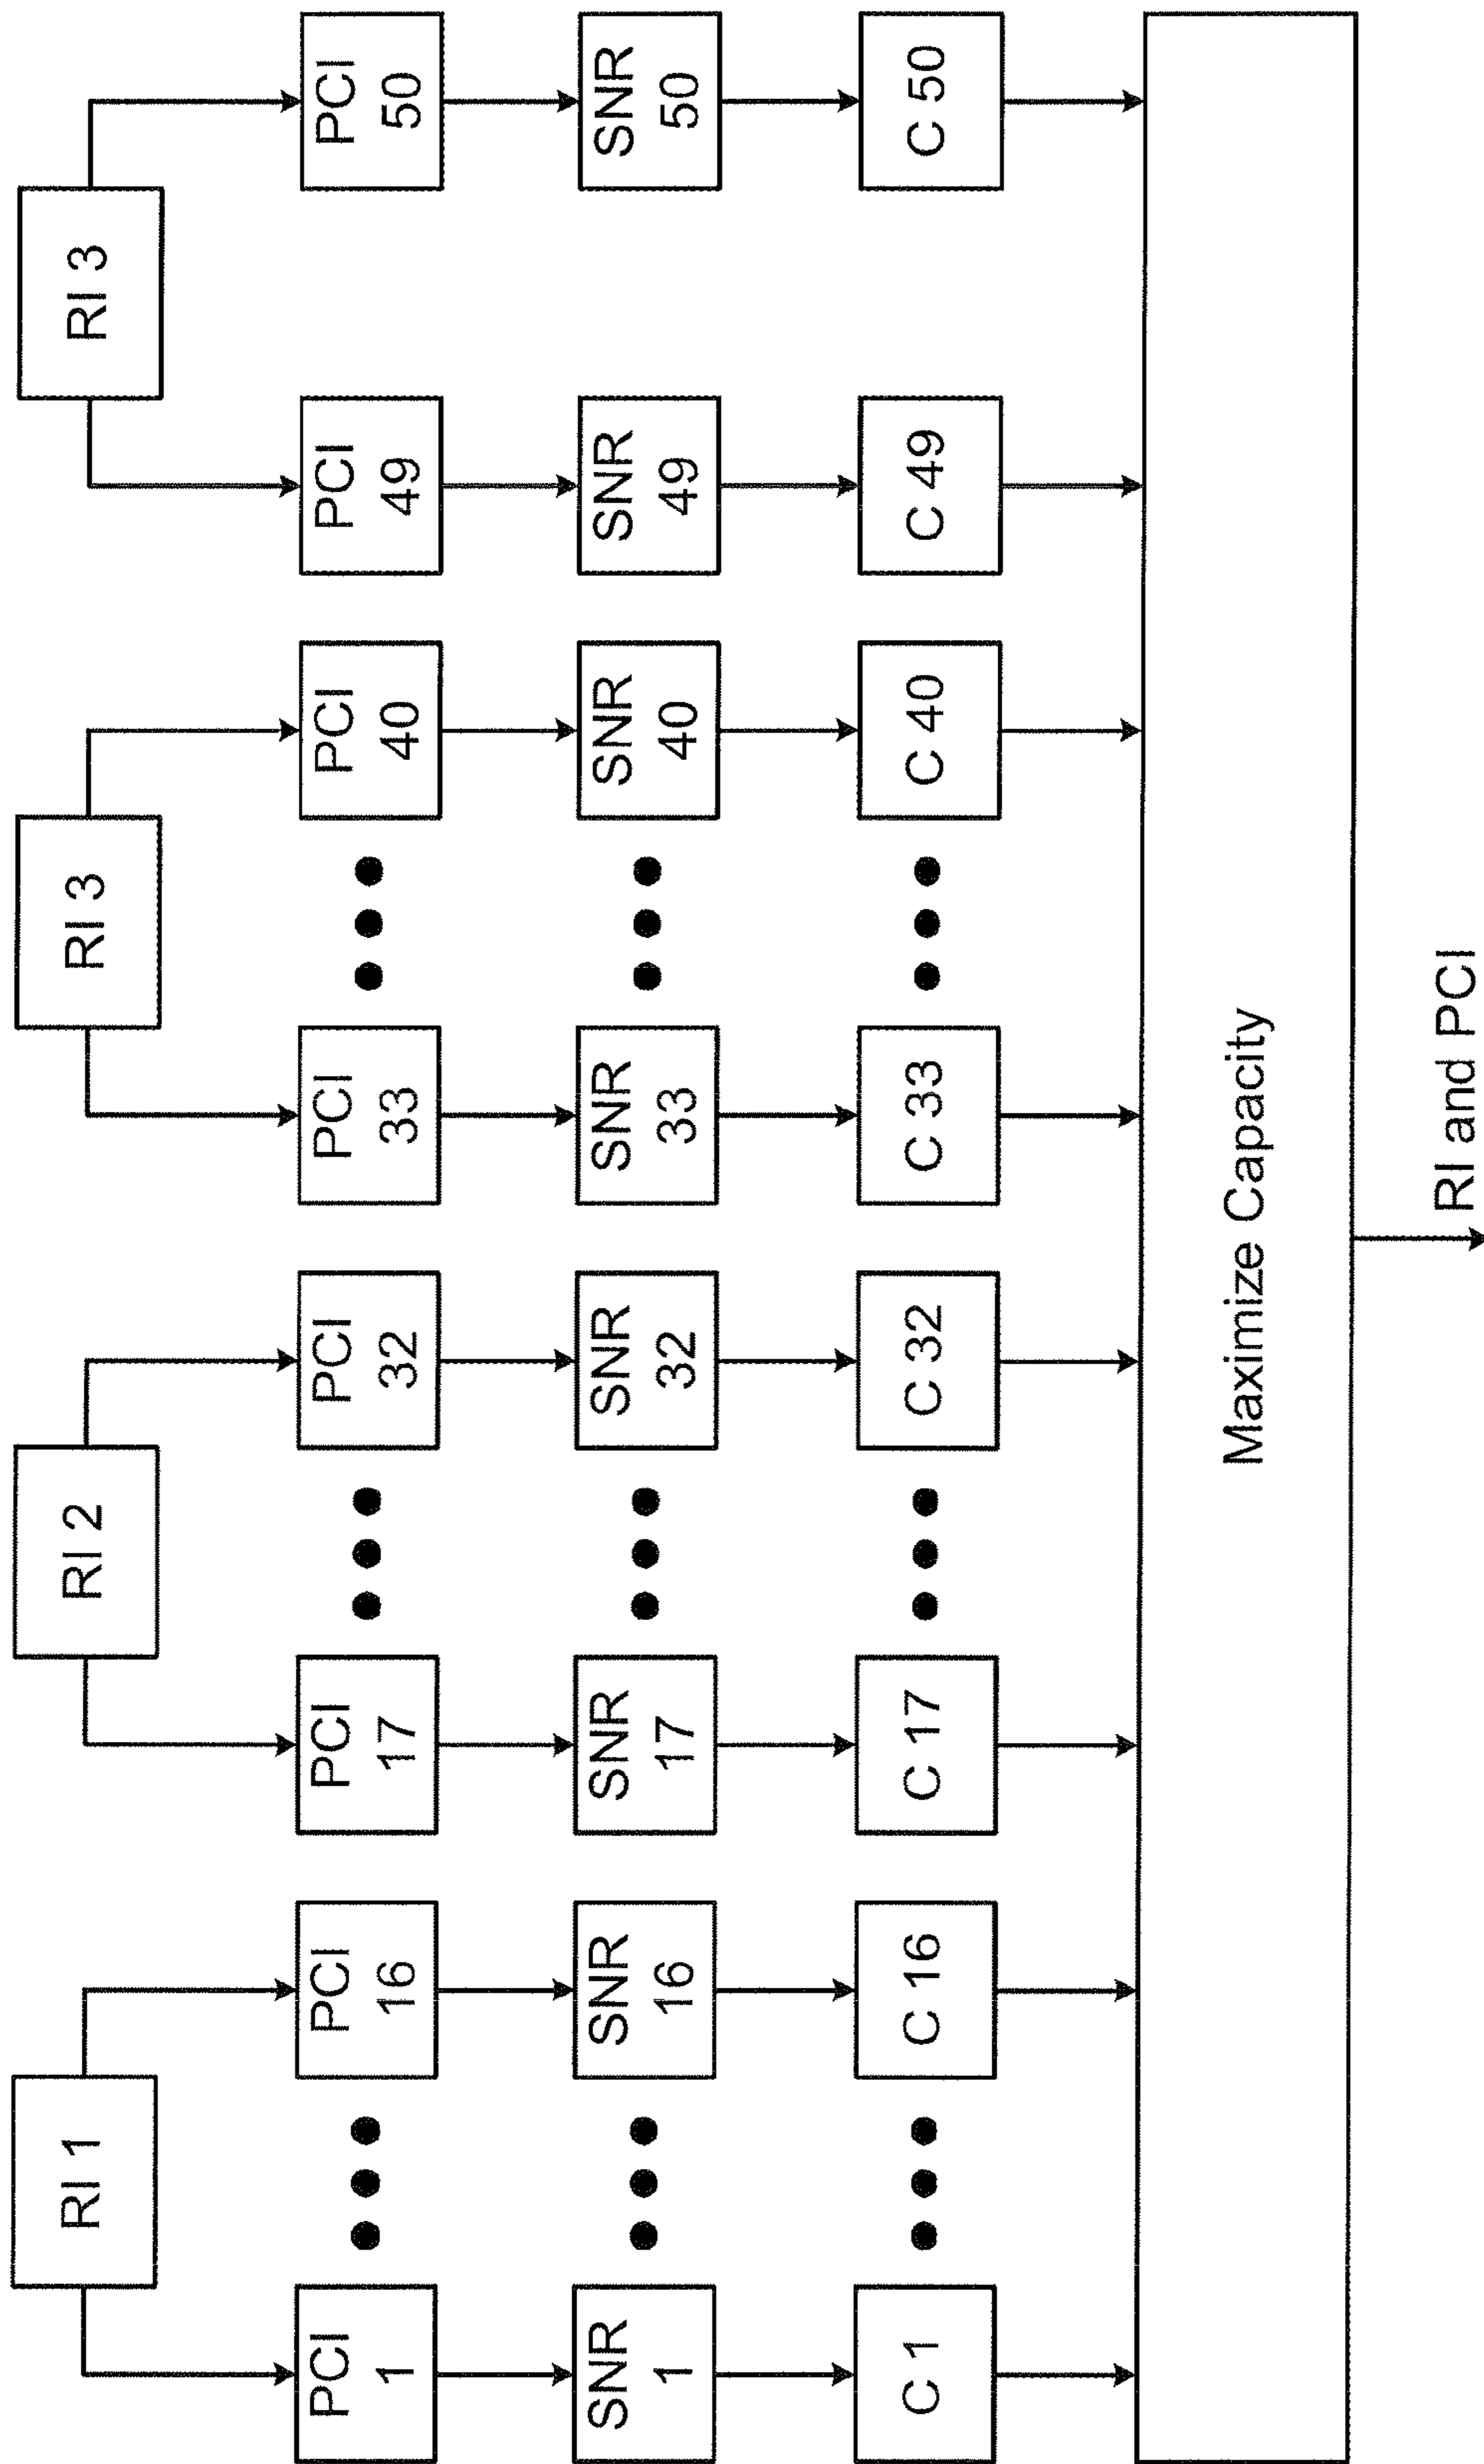 RI 1
RI 2
RI 3
RI 3
PCI
1
PCI
16
PCI
17
PCI
32
PCI
33
PCI
40
PCI
49
PCI
50
SNR
1
SNR
16
SNR
17
SNR
32
SNR
33
SNR
40
SNR
49
SNR
50
C 1
C 16
C 17
C 32
C 33
C 40
C 49
C 50
Maximize Capacity
RI and PCI